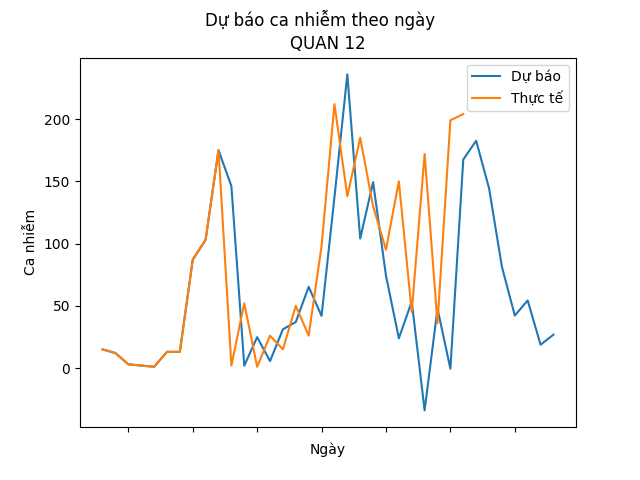 Dự báo ca nhiễm theo ngày
QUAN 12
Dự báo
Thực tế
200
150
100
50
0
Ca nhiễm
Ngày